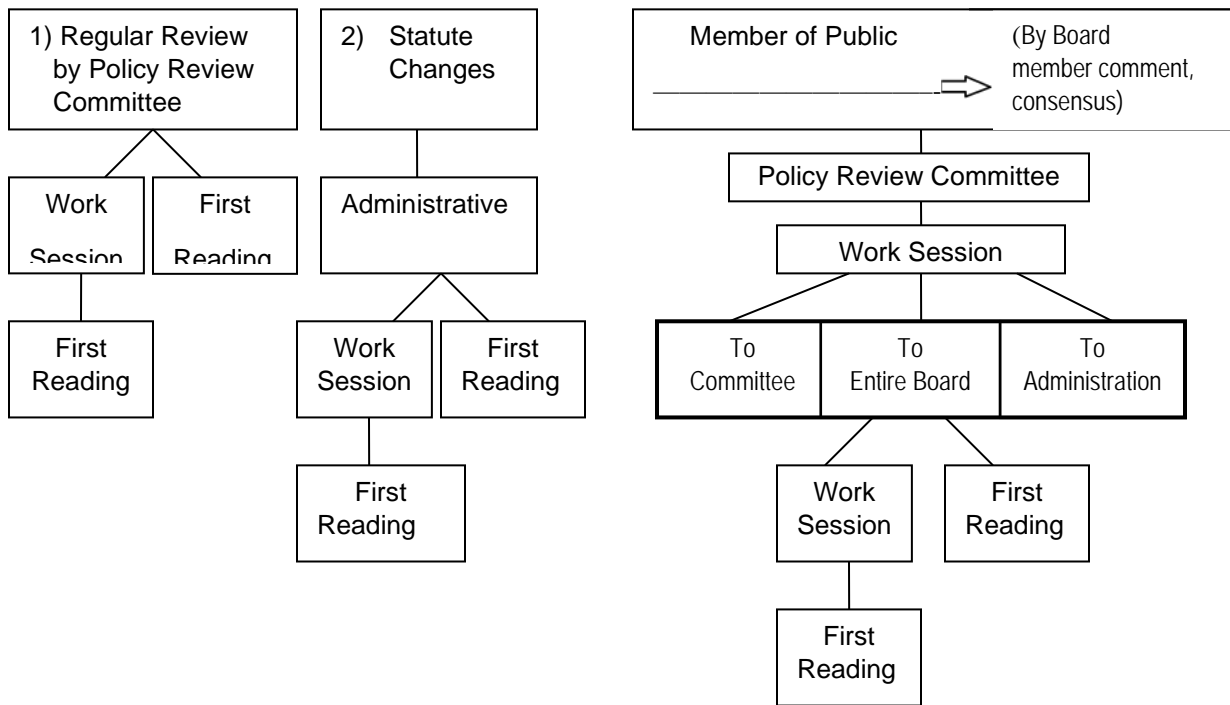 1) Regular Review
by Policy Review
Committee
2) Statute
Changes
Member of Public
(By Board
member comment,
consensus)
Policy Review Committee
Work
Session
First
Reading
Administrative
Work Session
First
Reading
Work
Session
First
Reading
To
Committee
To
Entire Board
To
Administration
First
Reading
Work
Session
First
Reading
First
Reading